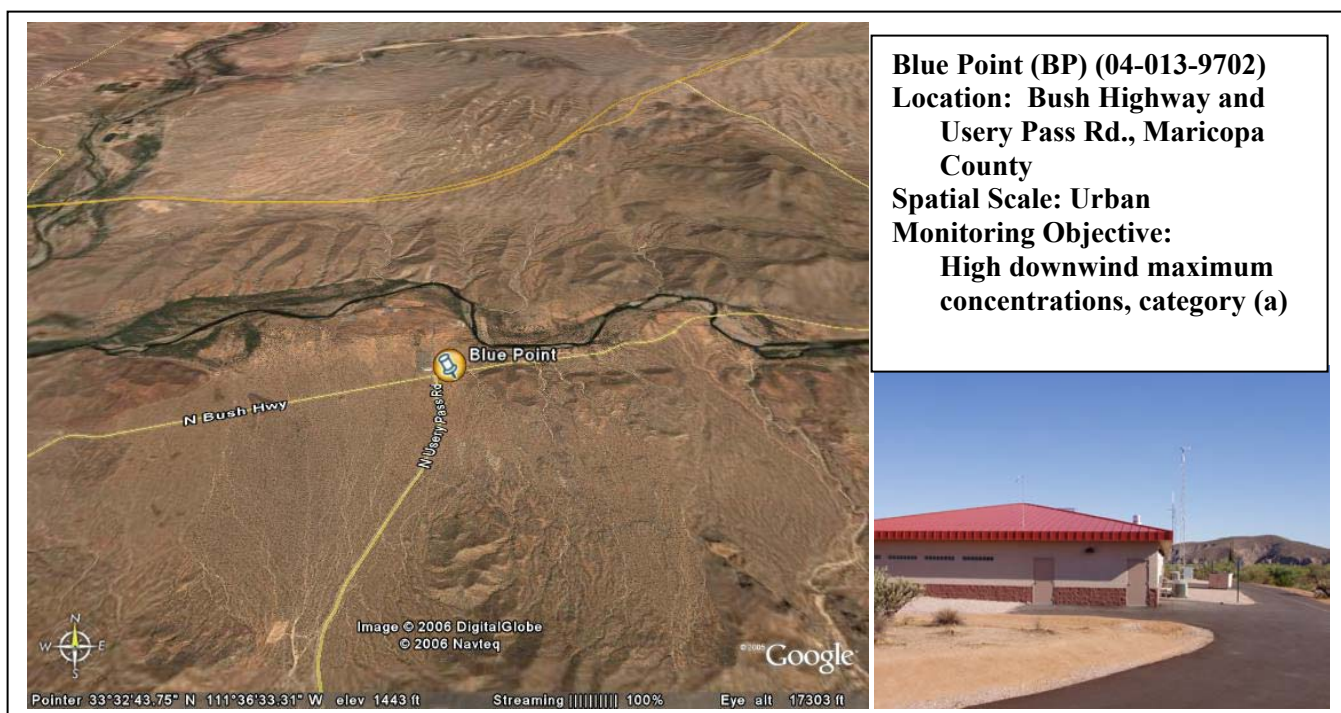 Blue Point (BP) (04-013-9702)
Location: Bush Highway and
Usery Pass Rd., Maricopa
County
Spatial Scale: Urban
Monitoring Objective:
High downwind maximum
concentrations, category (a)
Blue Point
N Bush Hwy
N Usery Pass Rd
N
W E
S
Image © 2006 DigitalGlobe
© 2006 Navteq
©2006 Google
Pointer 33°32'43.75" N 111°36'33.31" W elev 1443 ft Streaming |||||||||| 100% Eye alt 17303 ft